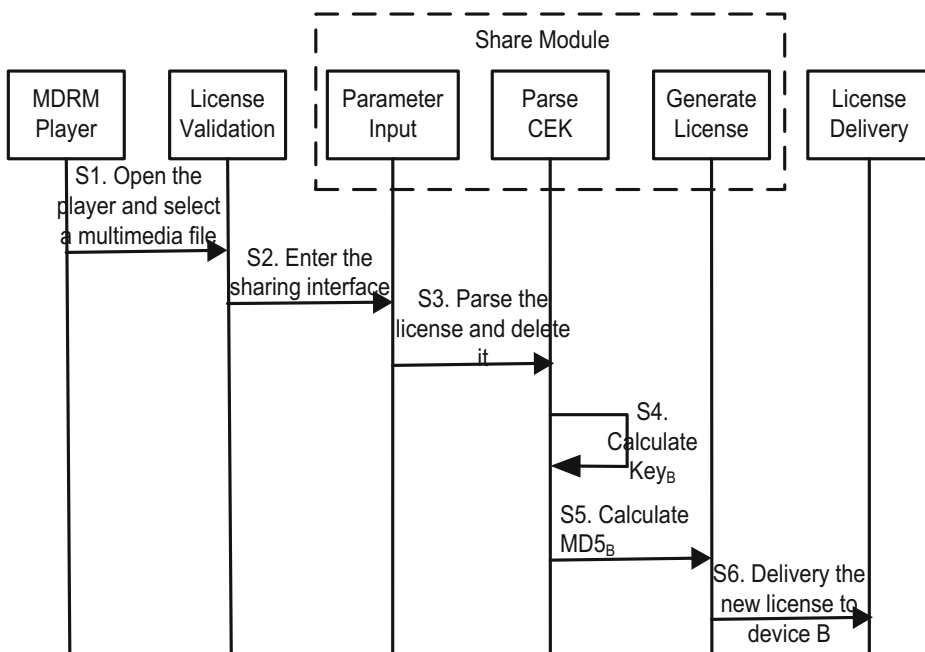 Share Module
MDRM
Player
License
Validation
Parameter
Input
Parse
CEK
Generate
License
License
Delivery
S1. Open the
player and select
a multimedia file
S2. Enter the
sharing interface
S3. Parse the
license and delete
it
S4.
Calculate
Key_B
S5. Calculate
MD5_B
S6. Delivery the
new license to
device B